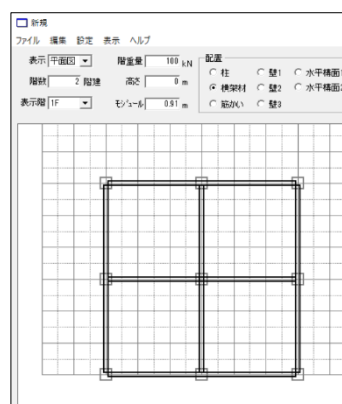 新規
ファイル 編集 設定 表示 ヘルプ
表示 平面図 階重量 100 kN 配置
階数 2 階建 高さ 0 m
表示階 1F モジュール 0.91 m
柱 壁1 水平構面1
横架材 壁2 水平構面2
筋かい 壁3